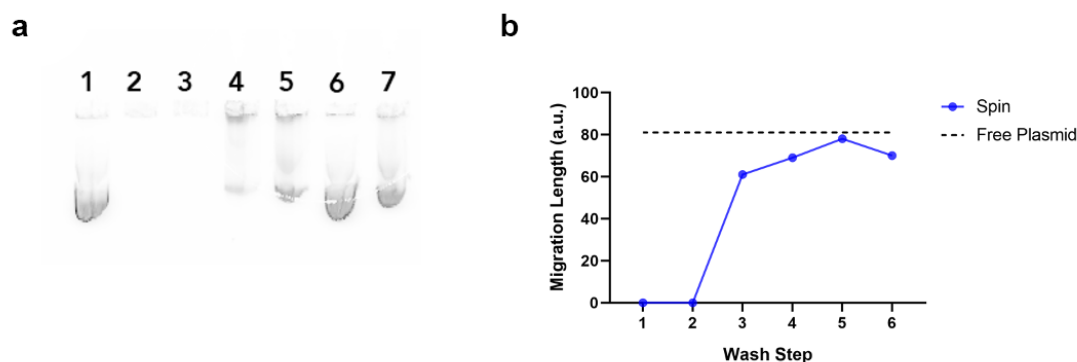 a
1 2 3 4 5 6 7
b
Migration Length (a.u.)
100
80
60
40
20
0
1 2 3 4 5 6
Wash Step
Spin
Free Plasmid